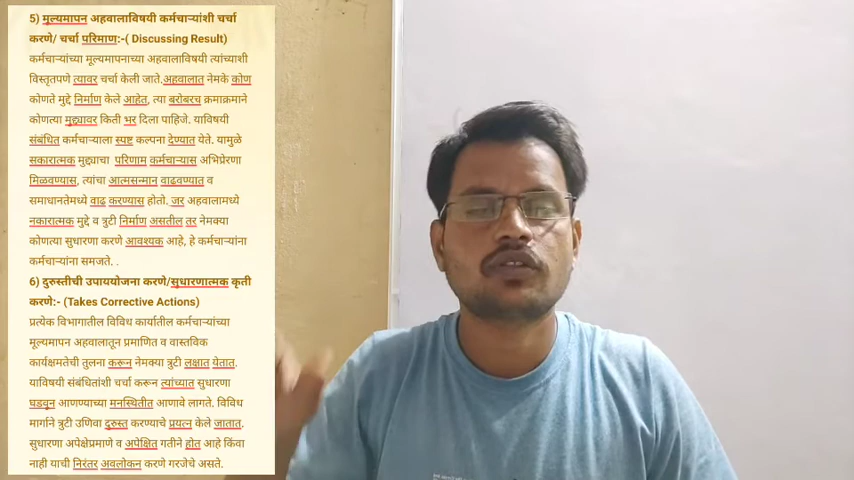 5) मूल्यमापन अहवालाविषयी कर्मचाऱ्यांशी चर्चा
करणे/ चर्चा परिमाण:-( Discussing Result)
कर्मचाऱ्यांच्या मूल्यमापनाच्या अहवालाविषयी त्यांच्याशी
विस्तृतपणे त्यावर चर्चा केली जाते.अहवालात नेमके कोण
कोणते मुद्दे निर्माण केले आहेत, त्या बरोबरच क्रमाक्रमाने
कोणत्या मुद्द्यावर किती भर दिला पाहिजे. याविषयी
संबंधित कर्मचाऱ्याला स्पष्ट कल्पना देण्यात येते. यामुळे
सकारात्मक मुद्द्याचा परिणाम कर्मचाऱ्यास अभिप्रेरणा
मिळवण्यास, त्यांचा आत्मसन्मान वाढवण्यात व
समाधानतेमध्ये वाढ करण्यास होतो. जर अहवालामध्ये
नकारात्मक मुद्दे व त्रुटी निर्माण असतील तर नेमक्या
कोणत्या सुधारणा करणे आवश्यक आहे, हे कर्मचाऱ्यांना
कर्मचाऱ्यांना समजते. .
6) दुरुस्तीची उपाययोजना करणे/सुधारणात्मक कृती
करणे:- (Takes Corrective Actions)
प्रत्येक विभागातील विविध कार्यातील कर्मचाऱ्यांच्या
मूल्यमापन अहवालातून प्रमाणित व वास्तविक
कार्यक्षमतेची तुलना करून नेमक्या त्रुटी लक्षात येतात.
याविषयी संबंधितांशी चर्चा करून त्यांच्यात सुधारणा
घडवून आणण्याच्या मनस्थितीत आणावे लागते. विविध
मार्गाने त्रुटी उणिवा दुरुस्त करण्याचे प्रयत्न केले जातात.
सुधारणा अपेक्षेप्रमाणे व अपेक्षित गतीने होत आहे किंवा
नाही याची निरंतर अवलोकन करणे गरजेचे असते.